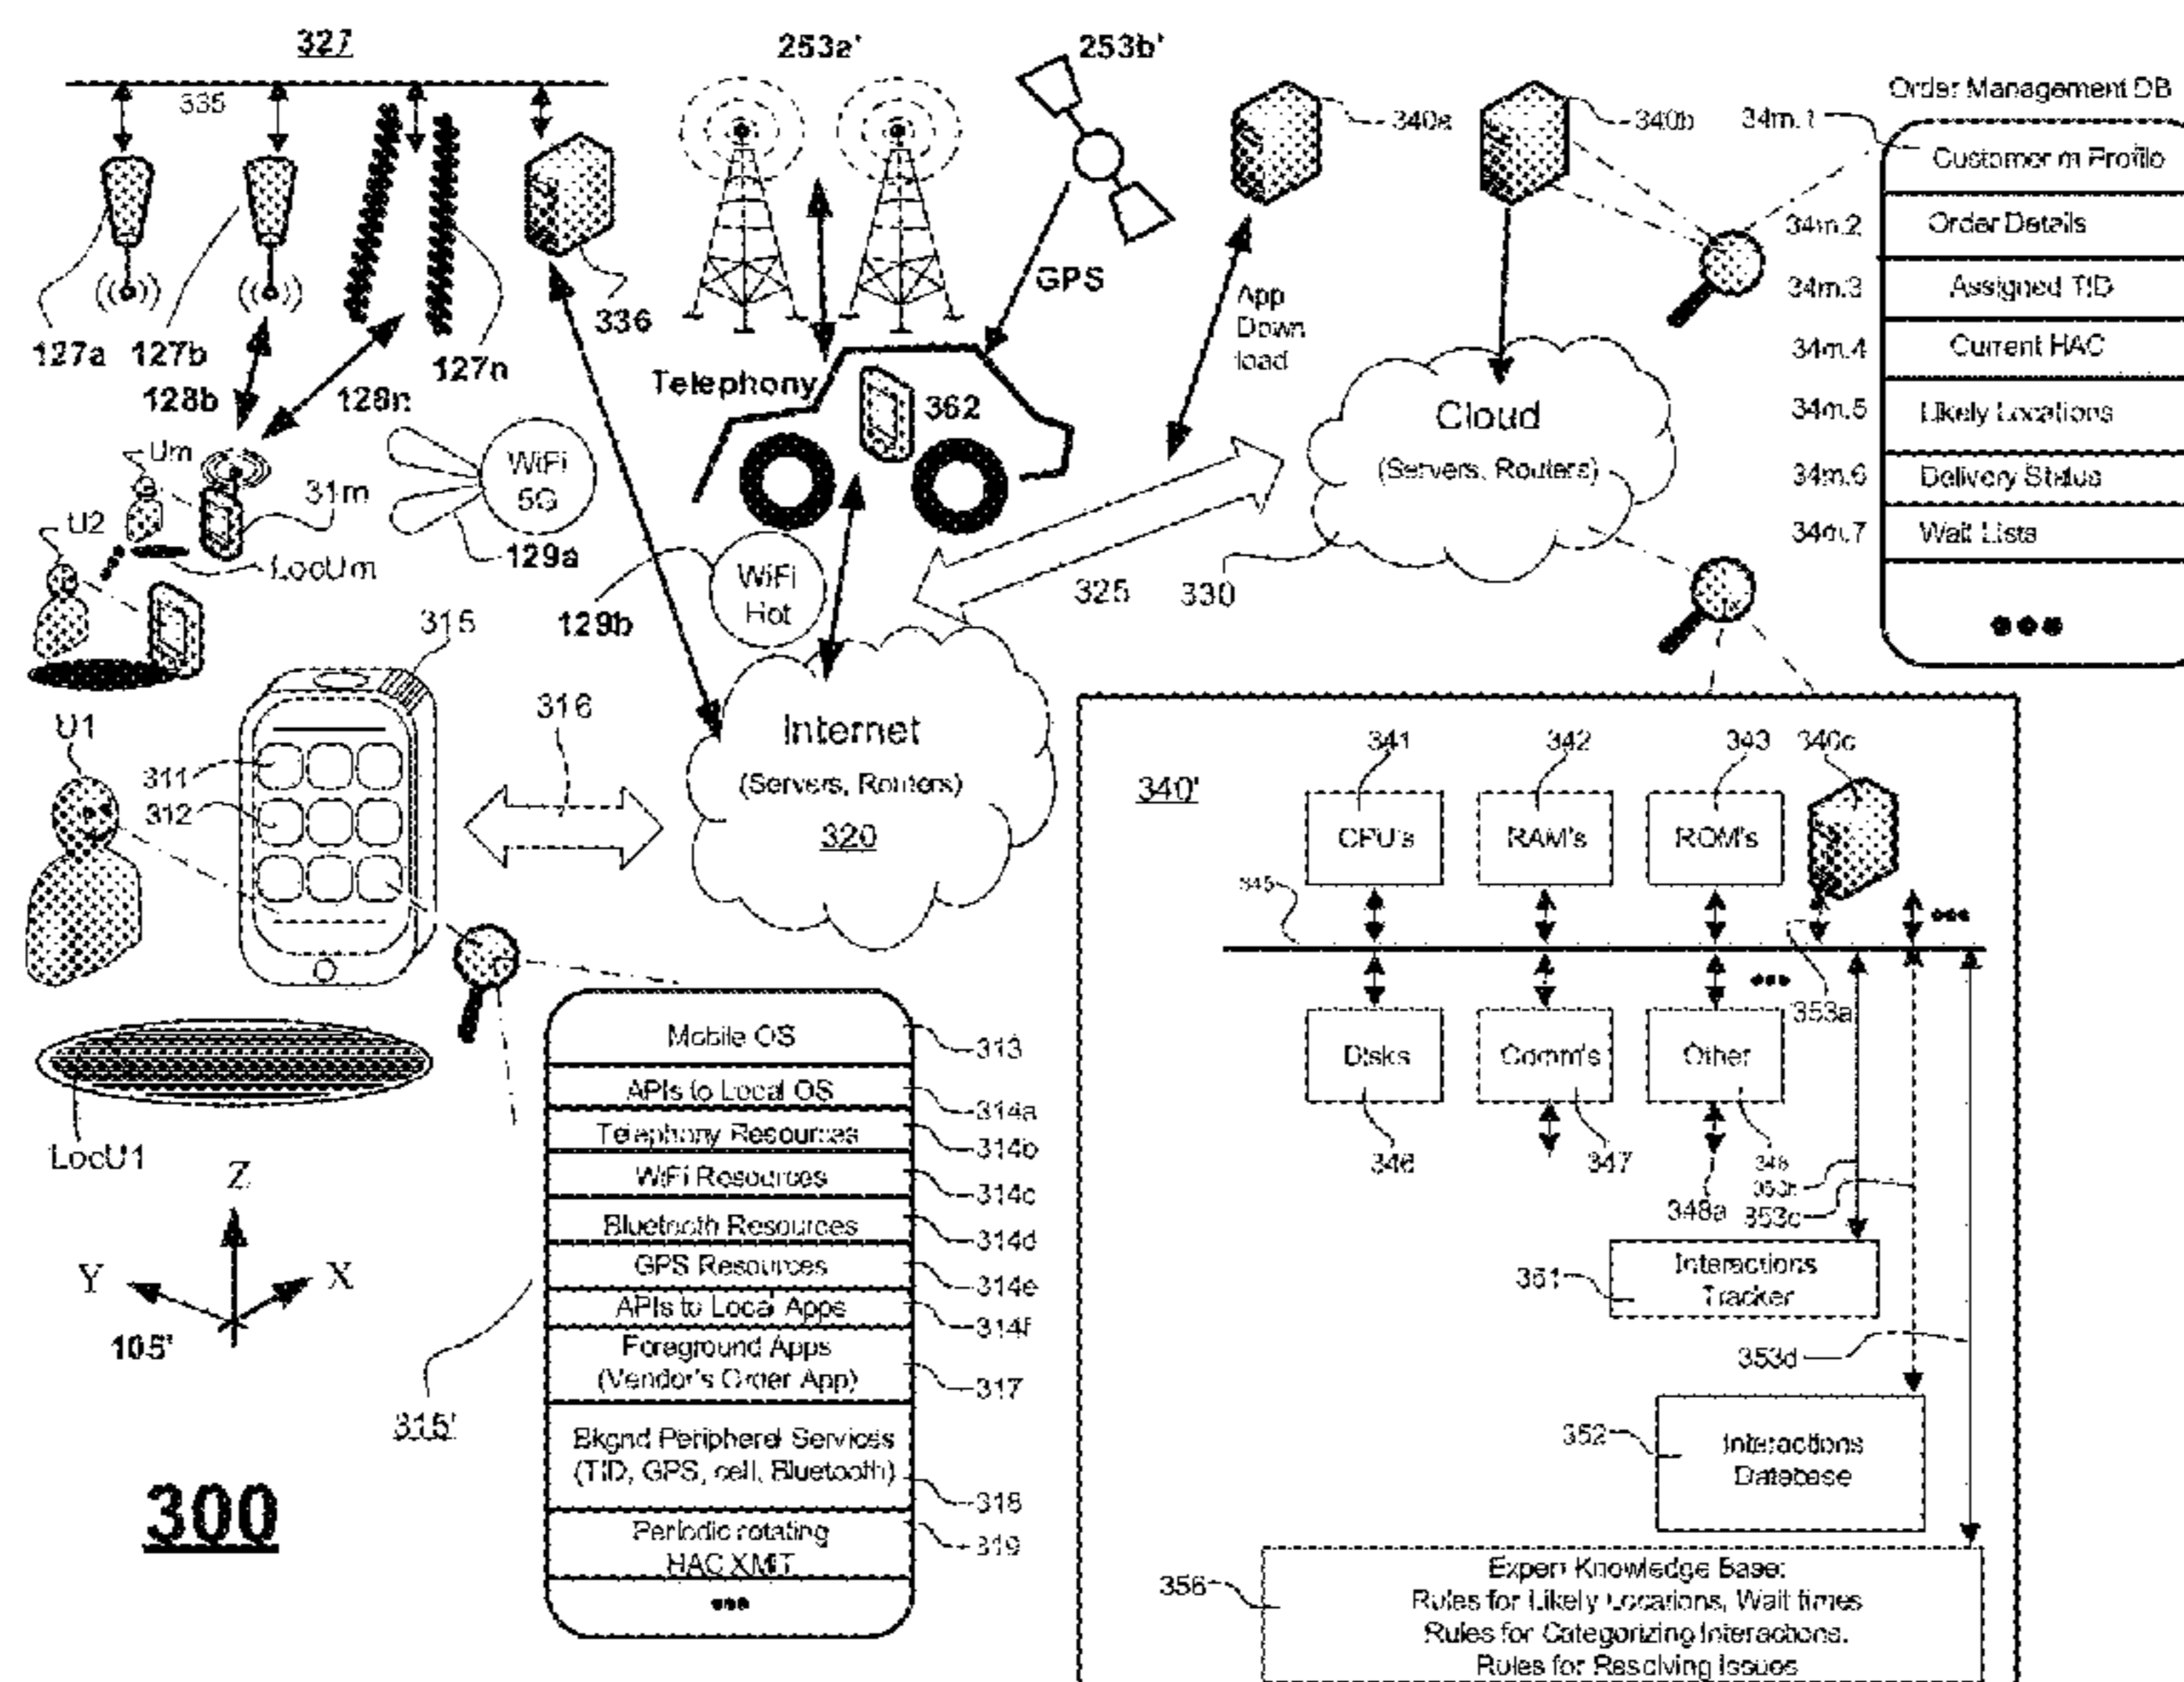 327
335
127a
127b
127n
128b
128n
336
253a'
253b'
GPS
Telephony
362
340a
340b
App
Down
load
Order Management DB
34m.1
Customer m Profile
34m.2
Order Details
34m.3
Assigned TID
34m.4
Current HAC
34m.5
Likely Locations
34m.6
Delivery Status
34m.7
Wait Lists
Cloud
(Servers, Routers)
330
325
Um
31m
U2
LocUm
WiFi
5G
129a
WiFi
Hot
129b
315
U1
311
312
316
Internet
(Servers, Routers)
320
LocU1
Z
Y
X
105'
315'
300
Mobile OS
313
APIs to Local OS
314a
Telephony Resources
314b
WiFi Resources
314c
Bluetooth Resources
314d
GPS Resources
314e
APIs to Local Apps
314f
Foreground Apps
(Vendor's Order App)
317
Bkgnd Peripheral Services
(TID, GPS, cell, Bluetooth)
318
Periodic rotating
HAC XMIT
319
340'
341
342
343
340c
CPU's
RAM's
ROM's
345
353a
Disks
Comm's
Other
346
347
348
348a
353b
353c
351
Interactions
Tracker
353d
352
Interactions
Database
356
Expert Knowledge Base:
Rules for Likely Locations, Wait times
Rules for Categorizing Interactions.
Rules for Resolving Issues